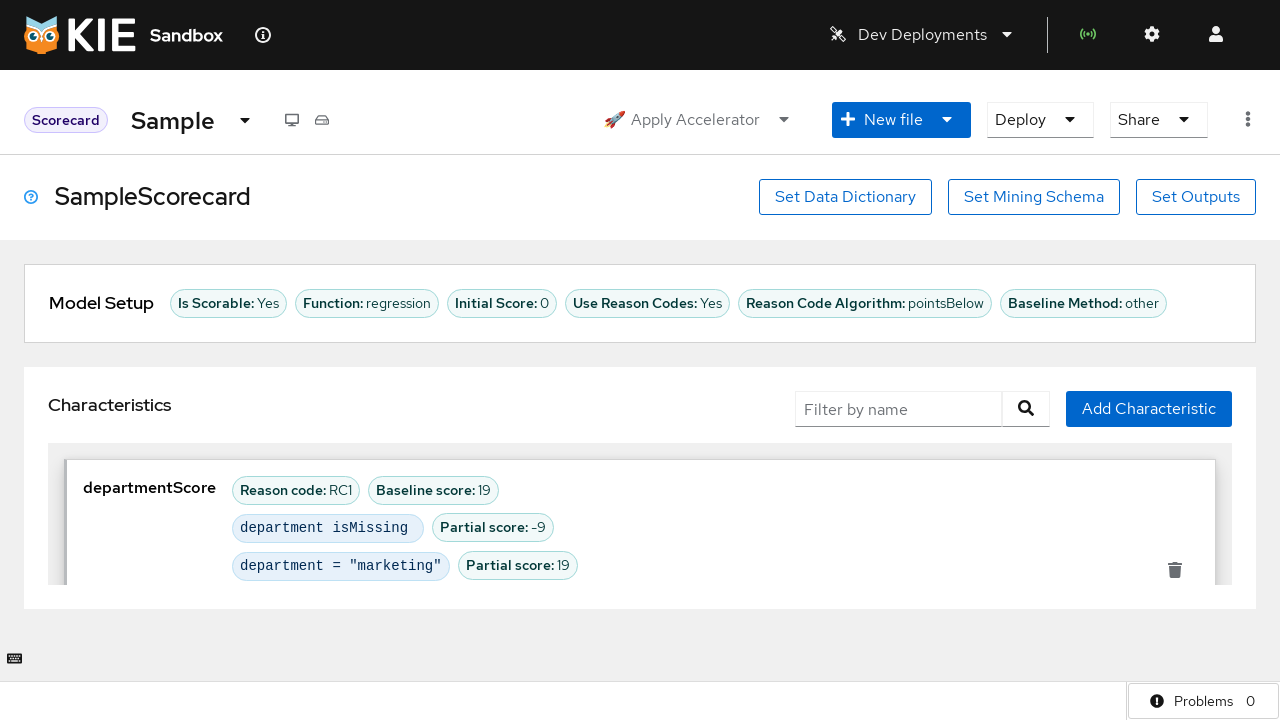 KIE Sandbox Dev Deployments
Scorecard Sample Apply Accelerator New file Deploy Share
SampleScorecard Set Data Dictionary Set Mining Schema Set Outputs
Model Setup Is Scorable: Yes Function: regression Initial Score: 0 Use Reason Codes: Yes Reason Code Algorithm: pointsBelow Baseline Method: other
Characteristics Filter by name Add Characteristic
departmentScore Reason code: RC1 Baseline score: 19
department isMissing Partial score: -9
department = "marketing" Partial score: 19
Problems 0